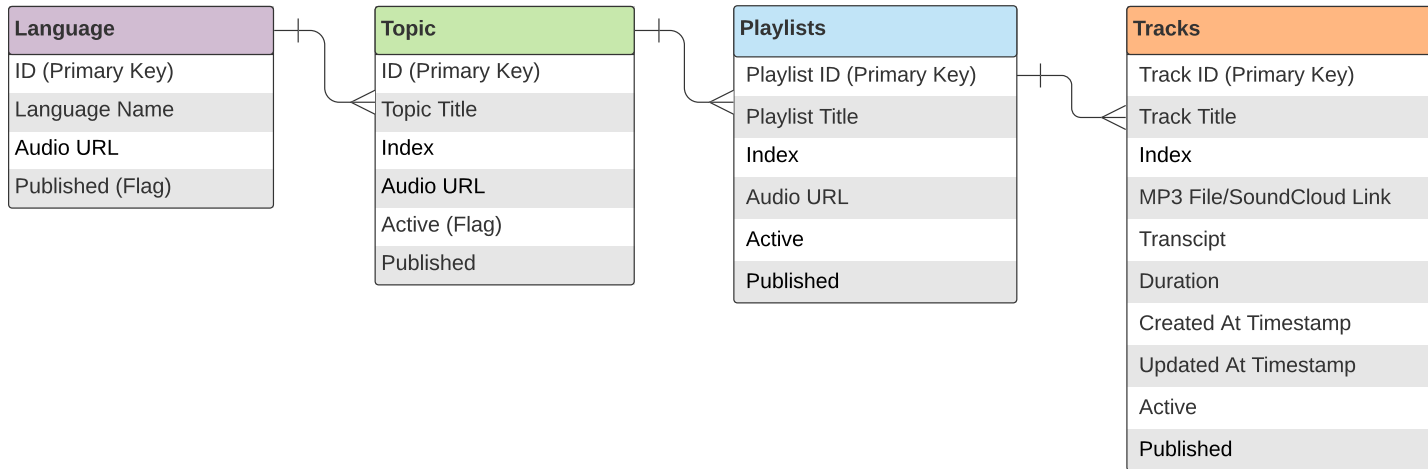 Language
ID (Primary Key)
Language Name
Audio URL
Published (Flag)
Topic
ID (Primary Key)
Topic Title
Index
Audio URL
Active (Flag)
Published
Playlists
Playlist ID (Primary Key)
Playlist Title
Index
Audio URL
Active
Published
Tracks
Track ID (Primary Key)
Track Title
Index
MP3 File/SoundCloud Link
Transcipt
Duration
Created At Timestamp
Updated At Timestamp
Active
Published